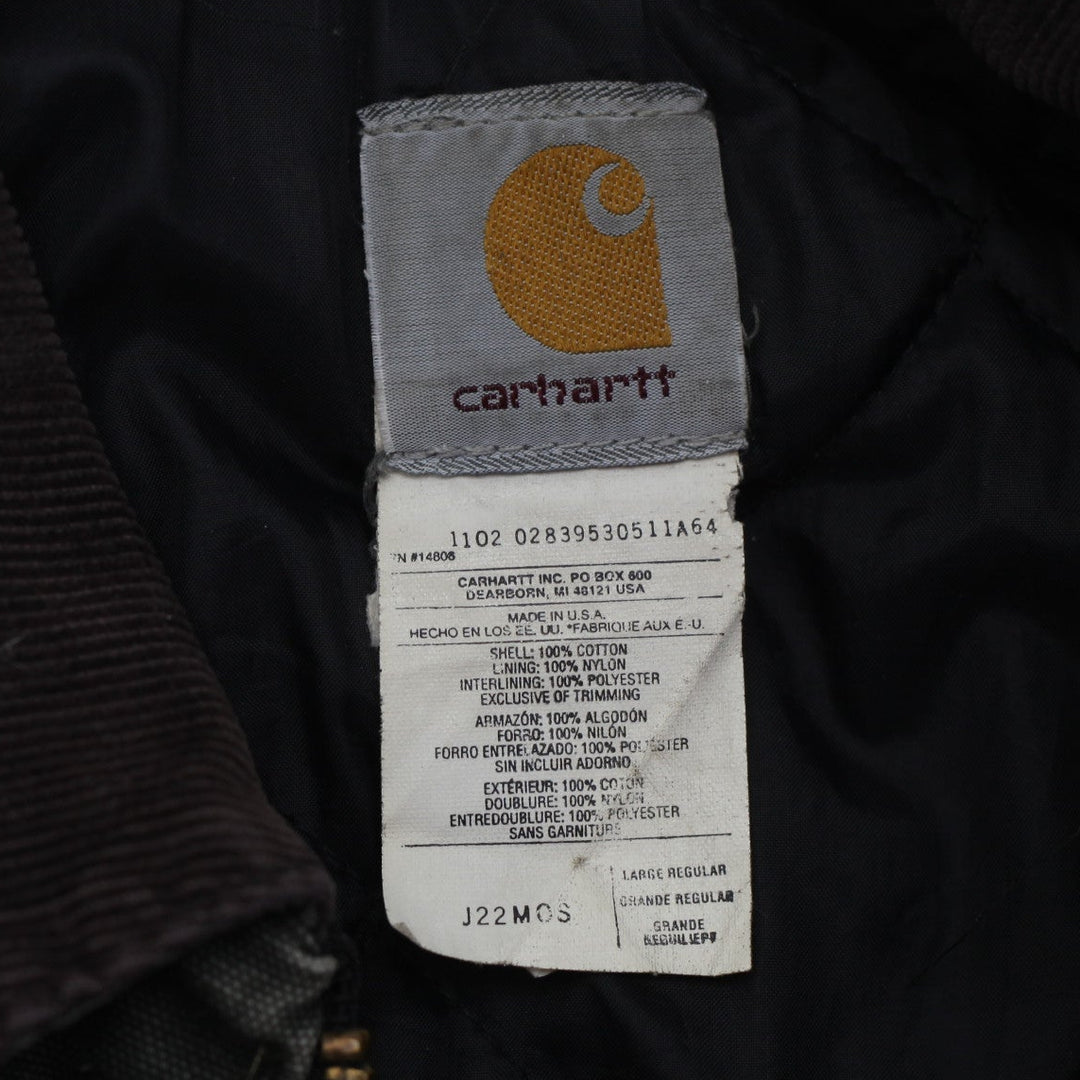 carhartt
1102 02839530511A64
N #14806
CARHARTT INC. PO BOX 600
DEARBORN, MI 48121 USA
MADE IN U.S.A.
HECHO EN LOS EE. UU. *FABRIQUE AUX E.-U.
SHELL: 100% COTTON
LINING: 100% NYLON
INTERLINING: 100% POLYESTER
EXCLUSIVE OF TRIMMING
ARMAZÓN: 100% ALGODÓN
FORRO: 100% NILÓN
FORRO ENTRELAZADO: 100% POLIÉSTER
SIN INCLUIR ADORNO
EXTÉRIEUR: 100% COTON
DOUBLURE: 100% NYLON
ENTREDOUBLURE: 100% POLYESTER
SANS GARNITURE
J22MOS
LARGE REGULAR
GRANDE REGULAR
GRANDE